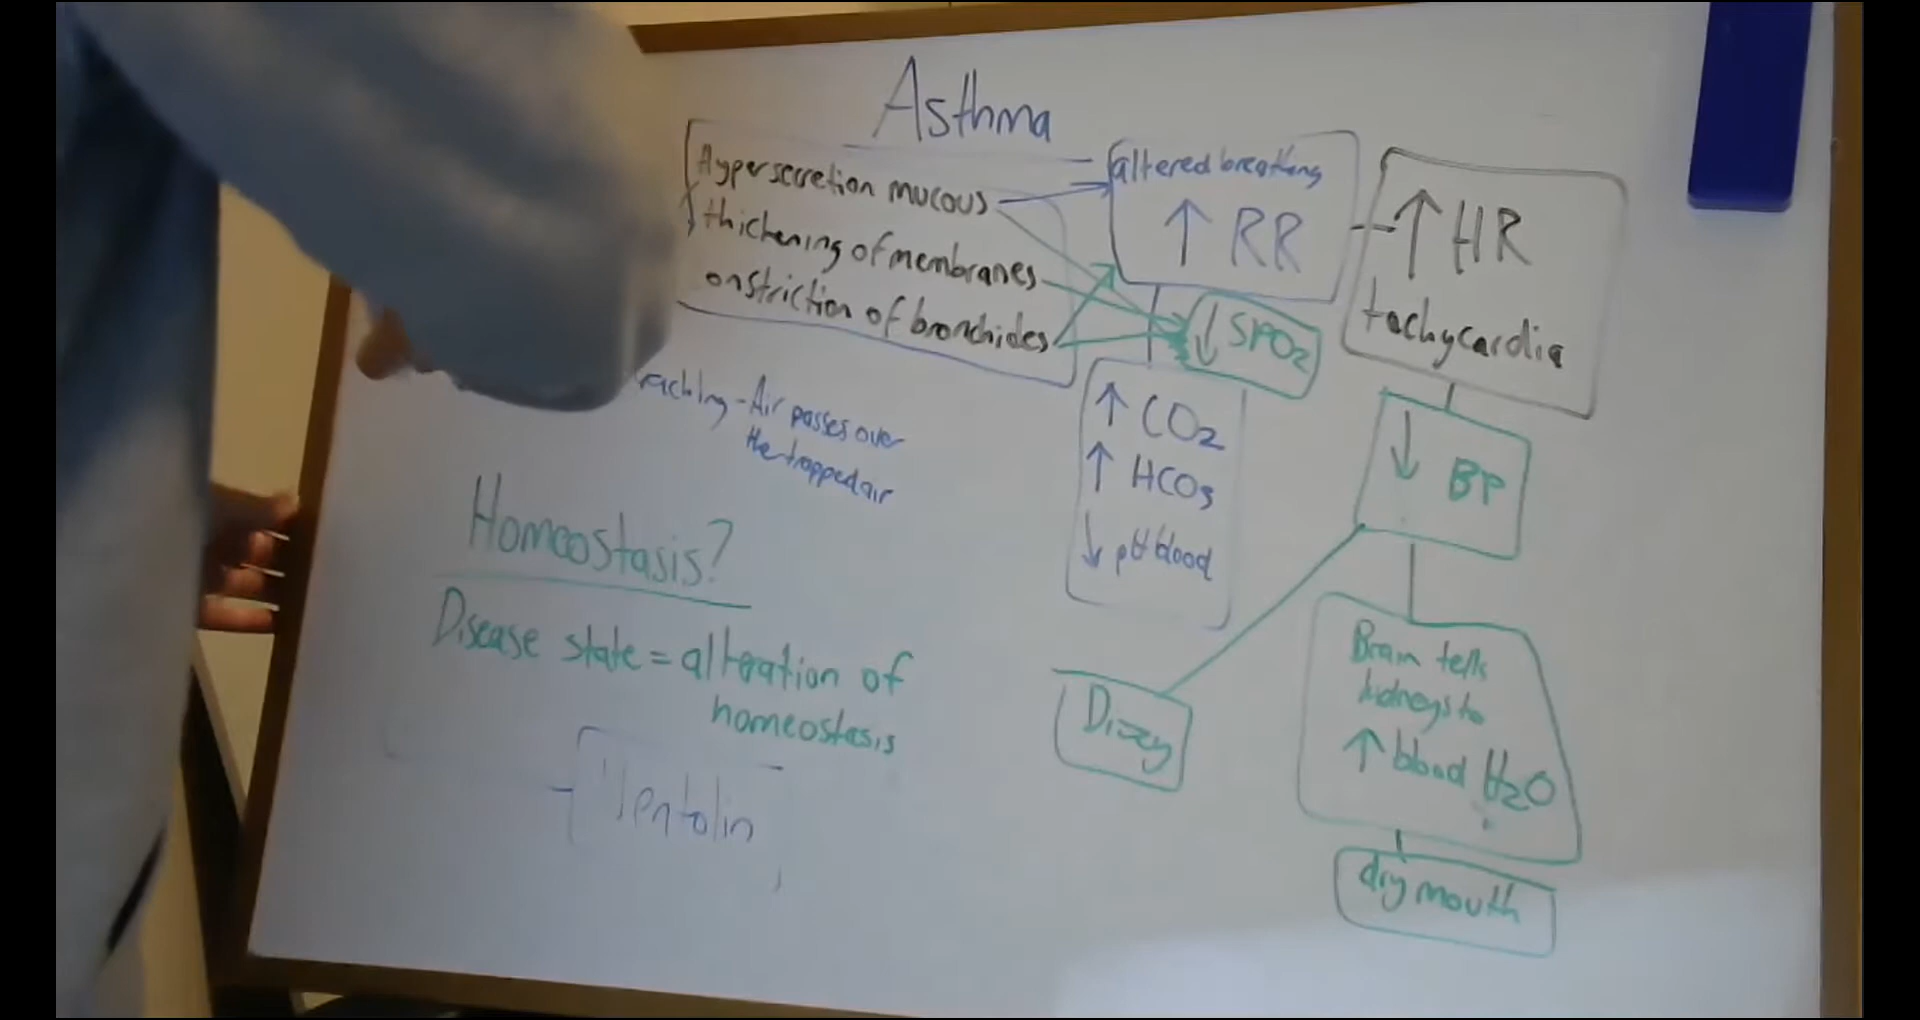 Asthma
Hypersecretion mucous
thickening of membranes
onstriction of bronchides
altered breathing
↑ RR
↑ HR
tachycardia
↓ SPO2
↑ CO2
↑ HCO3
↓ pH blood
↓ BP
Air passes over
the trapped air
Homeostasis?
Disease state = alteration of
homeostasis
Dizzy
Brain tells
kidneys to
↑ blood H2O
dry mouth